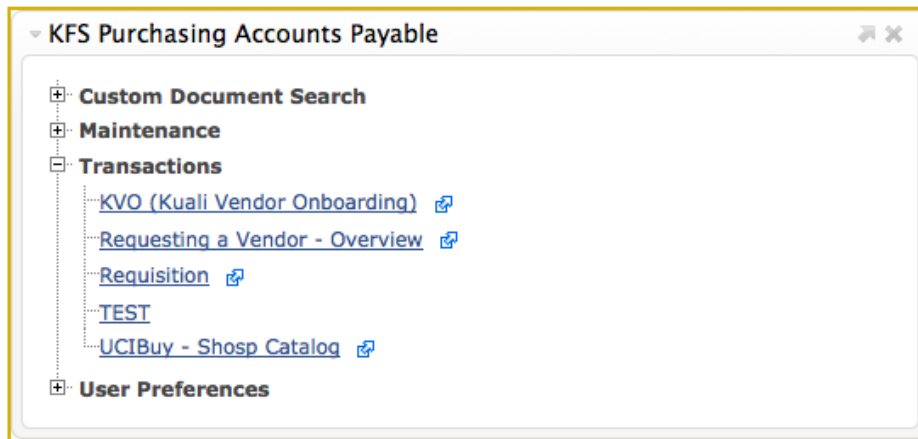 KFS Purchasing Accounts Payable
Custom Document Search
Maintenance
Transactions
KVO (Kuali Vendor Onboarding)
Requesting a Vendor - Overview
Requisition
TEST
UCIBuy - Shosp Catalog
User Preferences